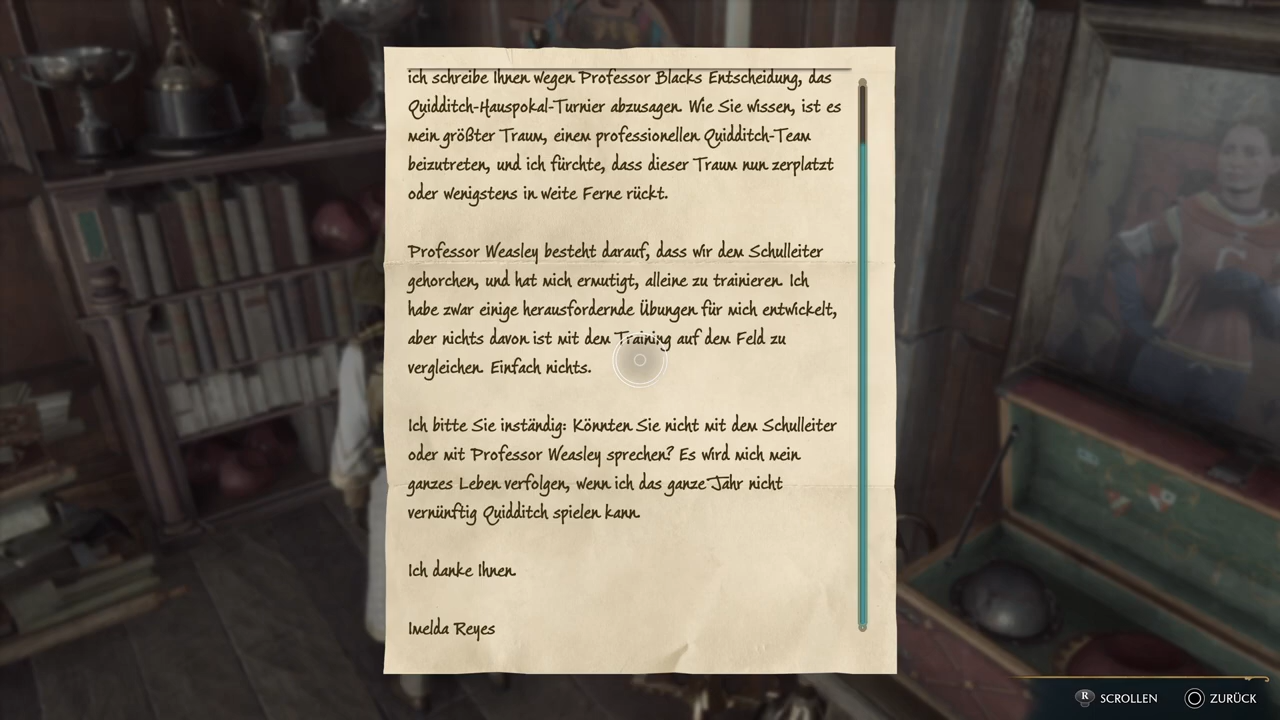 ich schreibe Ihnen wegen Professor Blacks Entscheidung, das
Quidditch-Hauspokal-Turnier abzusagen. Wie Sie wissen, ist es
mein größter Traum, einem professionellen Quidditch-Team
beizutreten, und ich fürchte, dass dieser Traum nun zerplatzt
oder wenigstens in weite Ferne rückt.
Professor Weasley besteht darauf, dass wir dem Schulleiter
gehorchen, und hat mich ermutigt, alleine zu trainieren. Ich
habe zwar einige herausfordernde Übungen für mich entwickelt,
aber nichts davon ist mit dem Training auf dem Feld zu
vergleichen. Einfach nichts.
Ich bitte Sie inständig: Könnten Sie nicht mit dem Schulleiter
oder mit Professor Weasley sprechen? Es wird mich mein
ganzes Leben verfolgen, wenn ich das ganze Jahr nicht
vernünftig Quidditch spielen kann.
Ich danke Ihnen.
Imelda Reyes
R SCROLLEN ZURÜCK